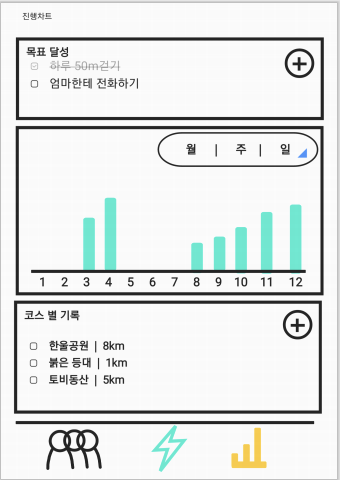 진행차트
목표 달성
하루 50m걷기
엄마한테 전화하기
월 | 주 | 일
1 2 3 4 5 6 7 8 9 10 11 12
코스 별 기록
한울공원 | 8km
붉은 등대 | 1km
토비동산 | 5km